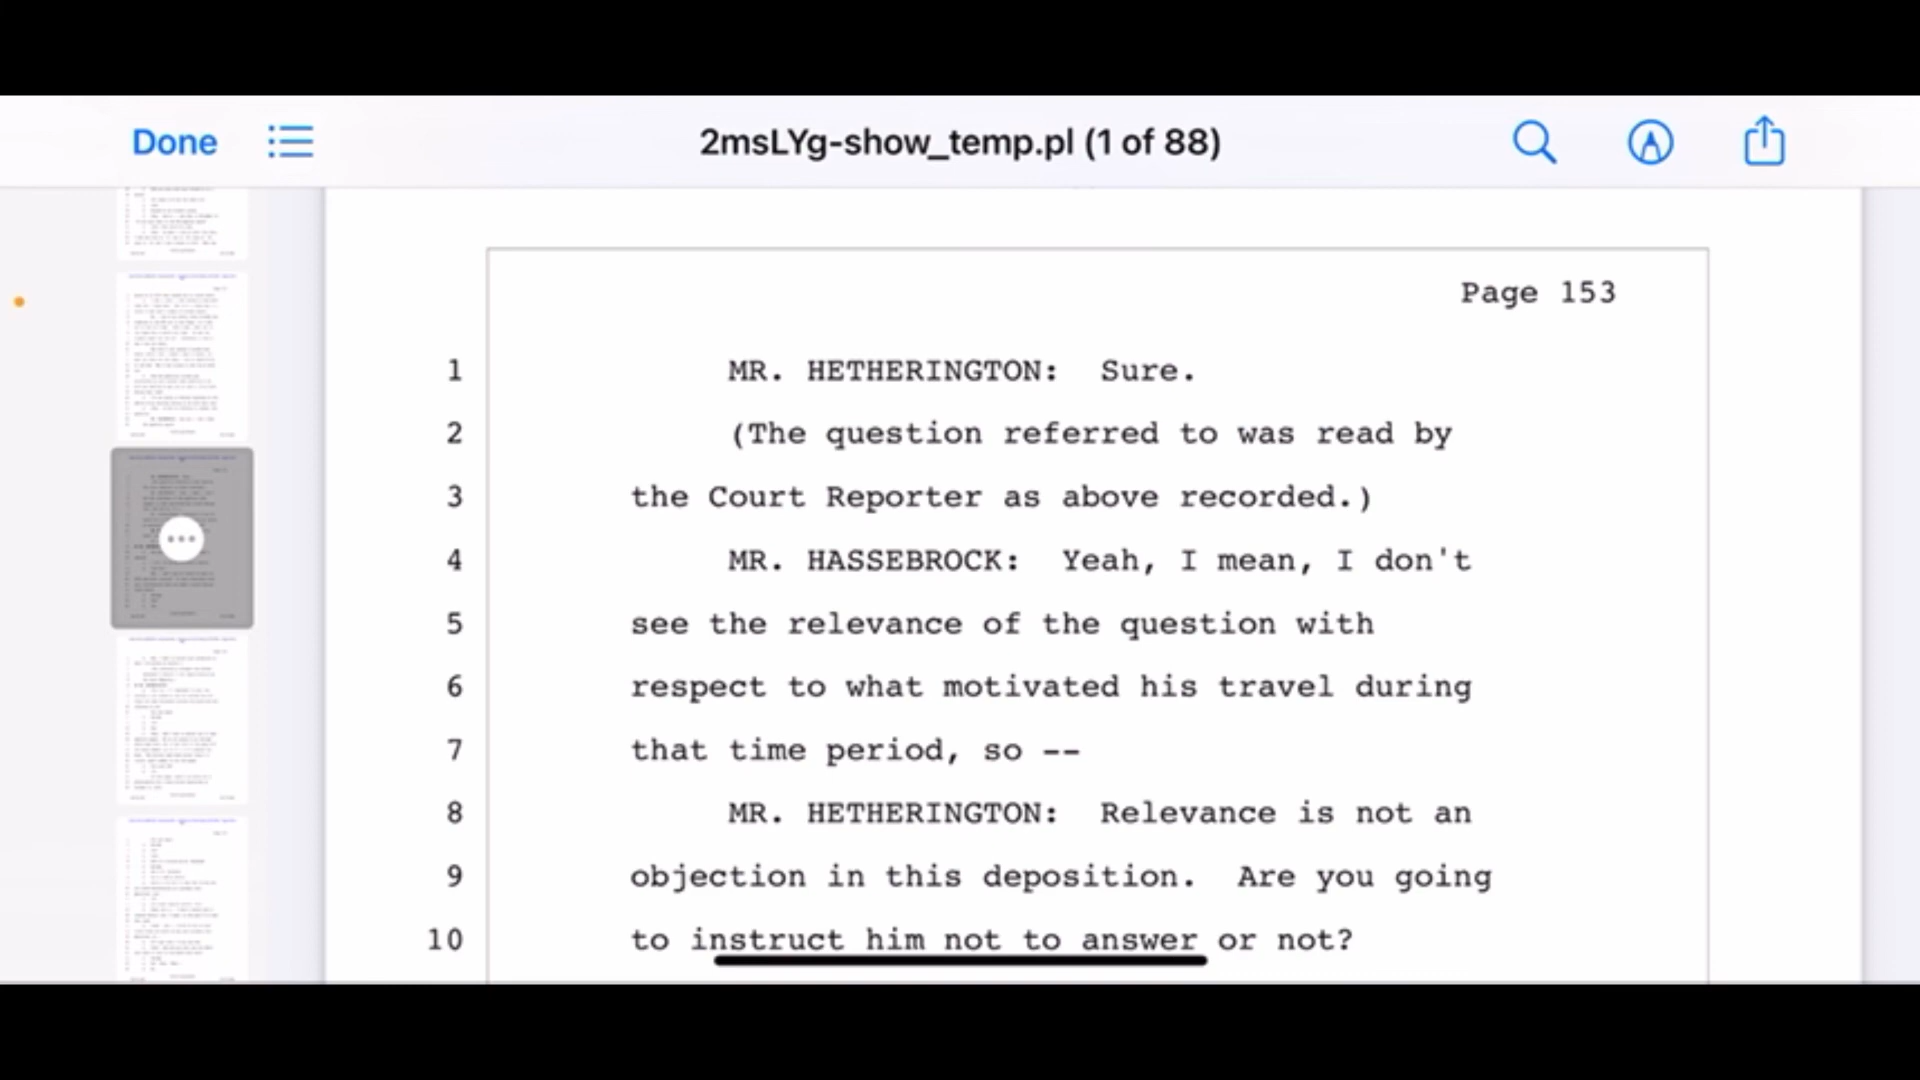 Done
2msLYg-show_temp.pl (1 of 88)
Page 153
1 MR. HETHERINGTON: Sure.
2 (The question referred to was read by
3 the Court Reporter as above recorded.)
4 MR. HASSEBROCK: Yeah, I mean, I don't
5 see the relevance of the question with
6 respect to what motivated his travel during
7 that time period, so --
8 MR. HETHERINGTON: Relevance is not an
9 objection in this deposition. Are you going
10 to instruct him not to answer or not?